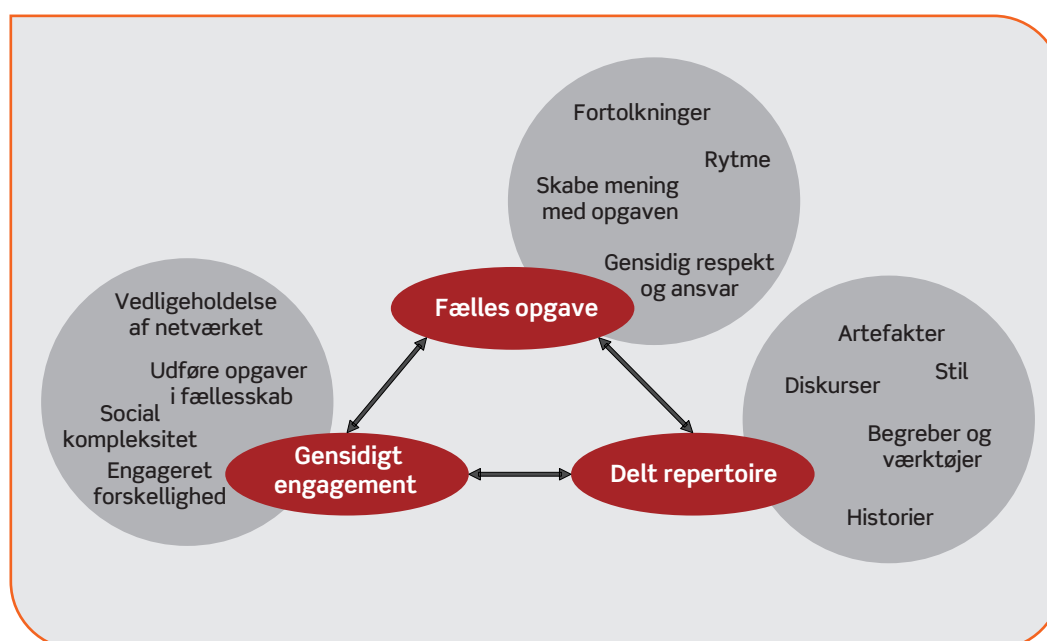 Fortolkninger
Rytme
Skabe mening
med opgaven
Gensidig respekt
og ansvar
Fælles opgave
Vedligeholdelse
af netværket
Udføre opgaver
i fællesskab
Social
kompleksitet
Engageret
forskellighed
Gensidigt
engagement
Artefakter
Stil
Diskurser
Begreber og
værktøjer
Historier
Delt repertoire